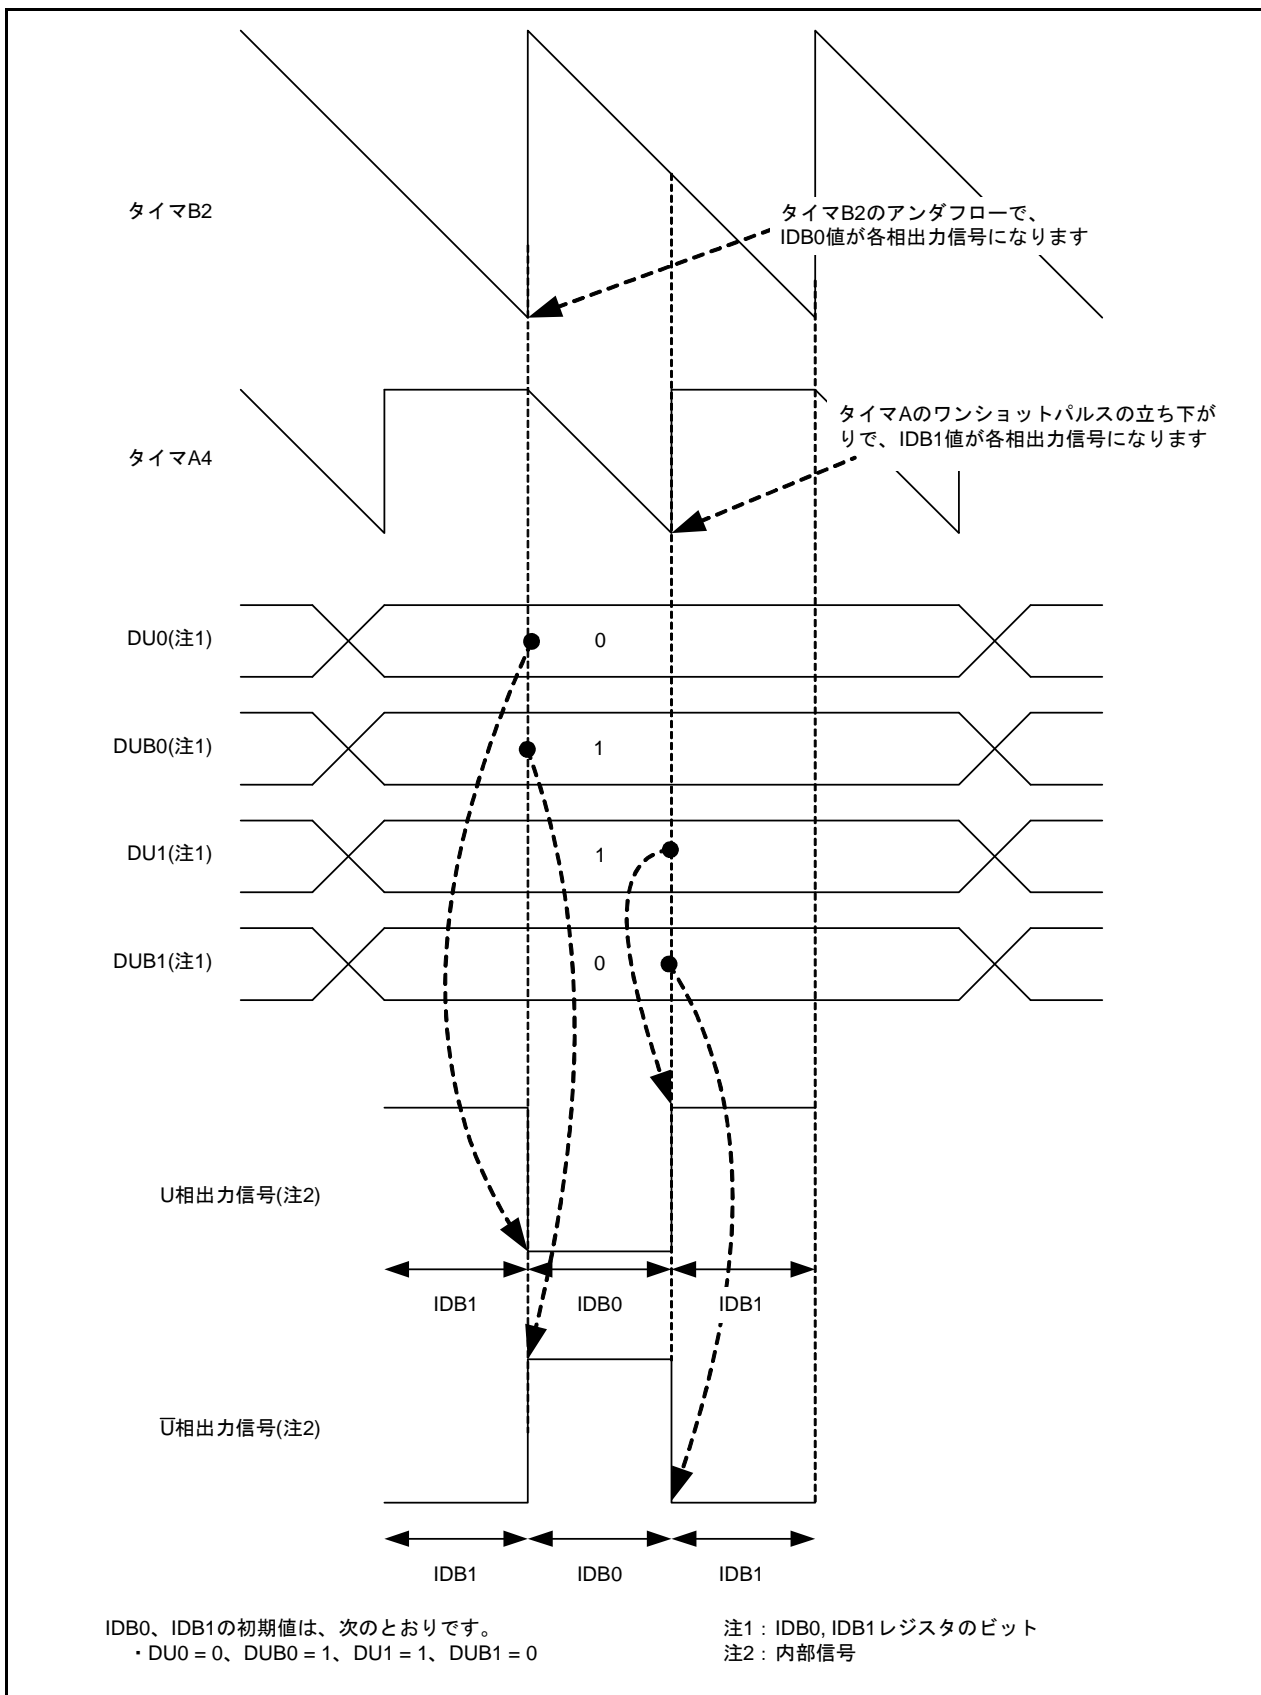 タイマB2
タイマB2のアンダフローで、
IDB0値が各相出力信号になります
タイマA4
タイマAのワンショットパルスの立ち下が
りで、IDB1値が各相出力信号になります
DU0(注1)
0
DUB0(注1)
1
DU1(注1)
1
DUB1(注1)
0
U相出力信号(注2)
IDB1
IDB0
IDB1
U̅相出力信号(注2)
IDB1
IDB0
IDB1
IDB0、IDB1の初期値は、次のとおりです。
・DU0 = 0、DUB0 = 1、DU1 = 1、DUB1 = 0
注1 : IDB0, IDB1レジスタのビット
注2 : 内部信号